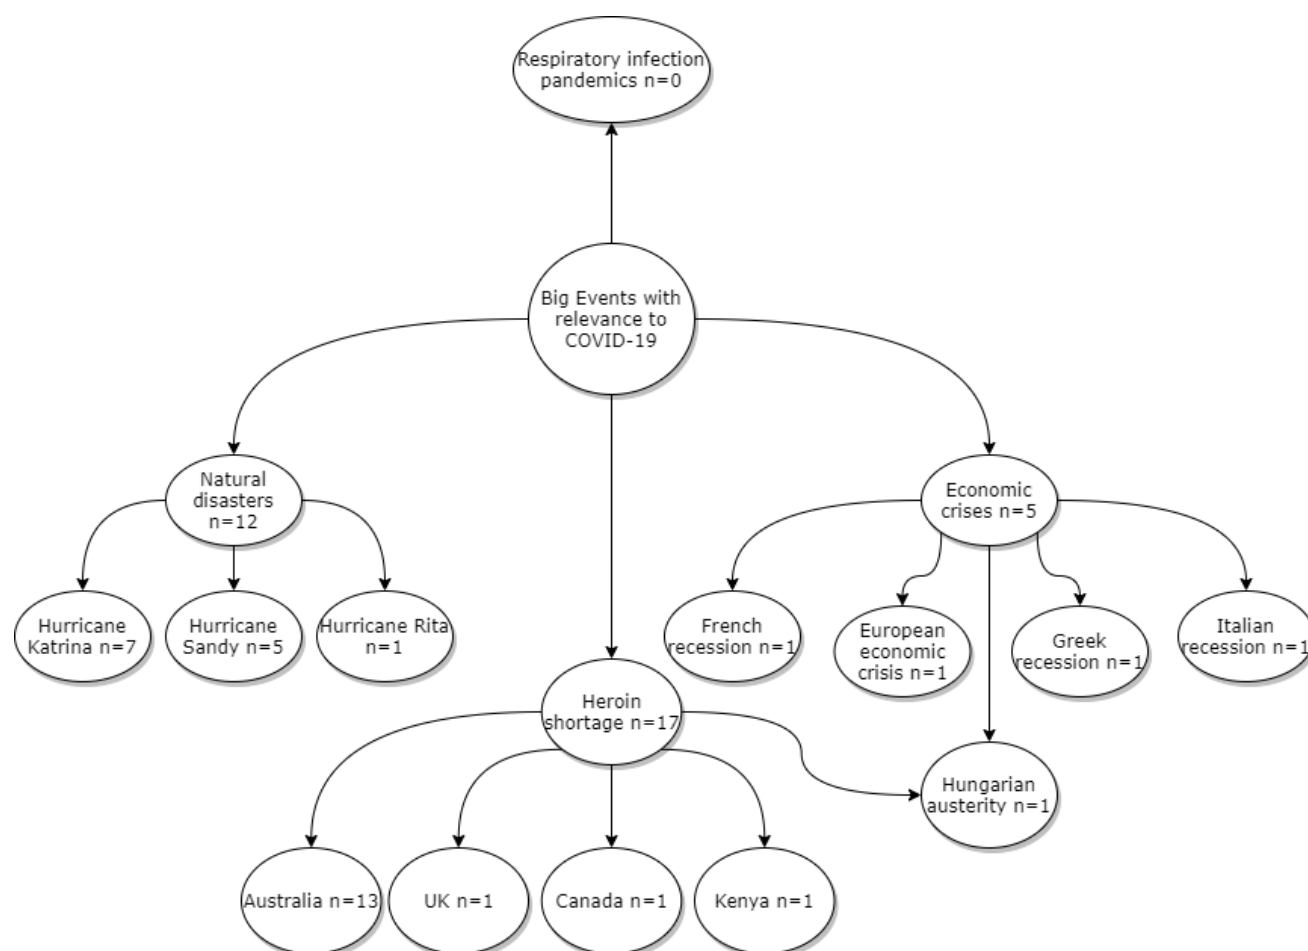 Respiratory infection
pandemics n=0
Big Events with
relevance to
COVID-19
Natural
disasters
n=12
Economic
crises n=5
Hurricane
Katrina n=7
Hurricane
Sandy n=5
Hurricane Rita
n=1
French
recession n=1
European
economic
crisis n=1
Greek
recession n=1
Italian
recession n=1
Heroin
shortage n=17
Hungarian
austerity n=1
Australia n=13
UK n=1
Canada n=1
Kenya n=1